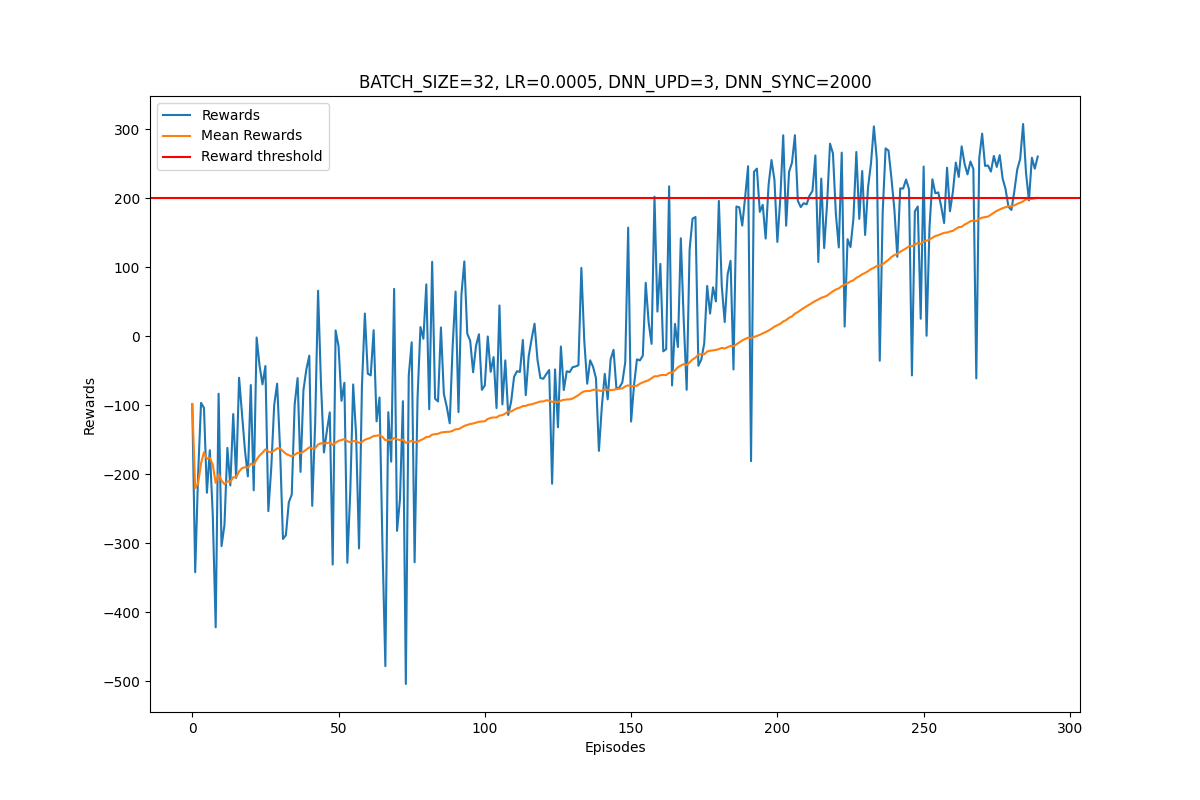 BATCH_SIZE=32, LR=0.0005, DNN_UPD=3, DNN_SYNC=2000
Rewards
Mean Rewards
Reward threshold
300
200
100
0
−100
−200
−300
−400
−500
Rewards
0
50
100
150
200
250
300
Episodes